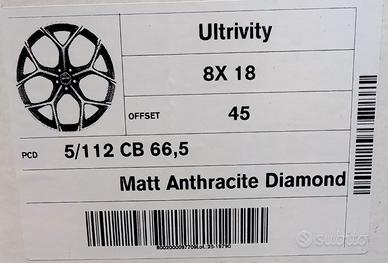 Ultrivity
8X 18
OFFSET 45
PCD 5/112 CB 66,5
Matt Anthracite Diamond
subito